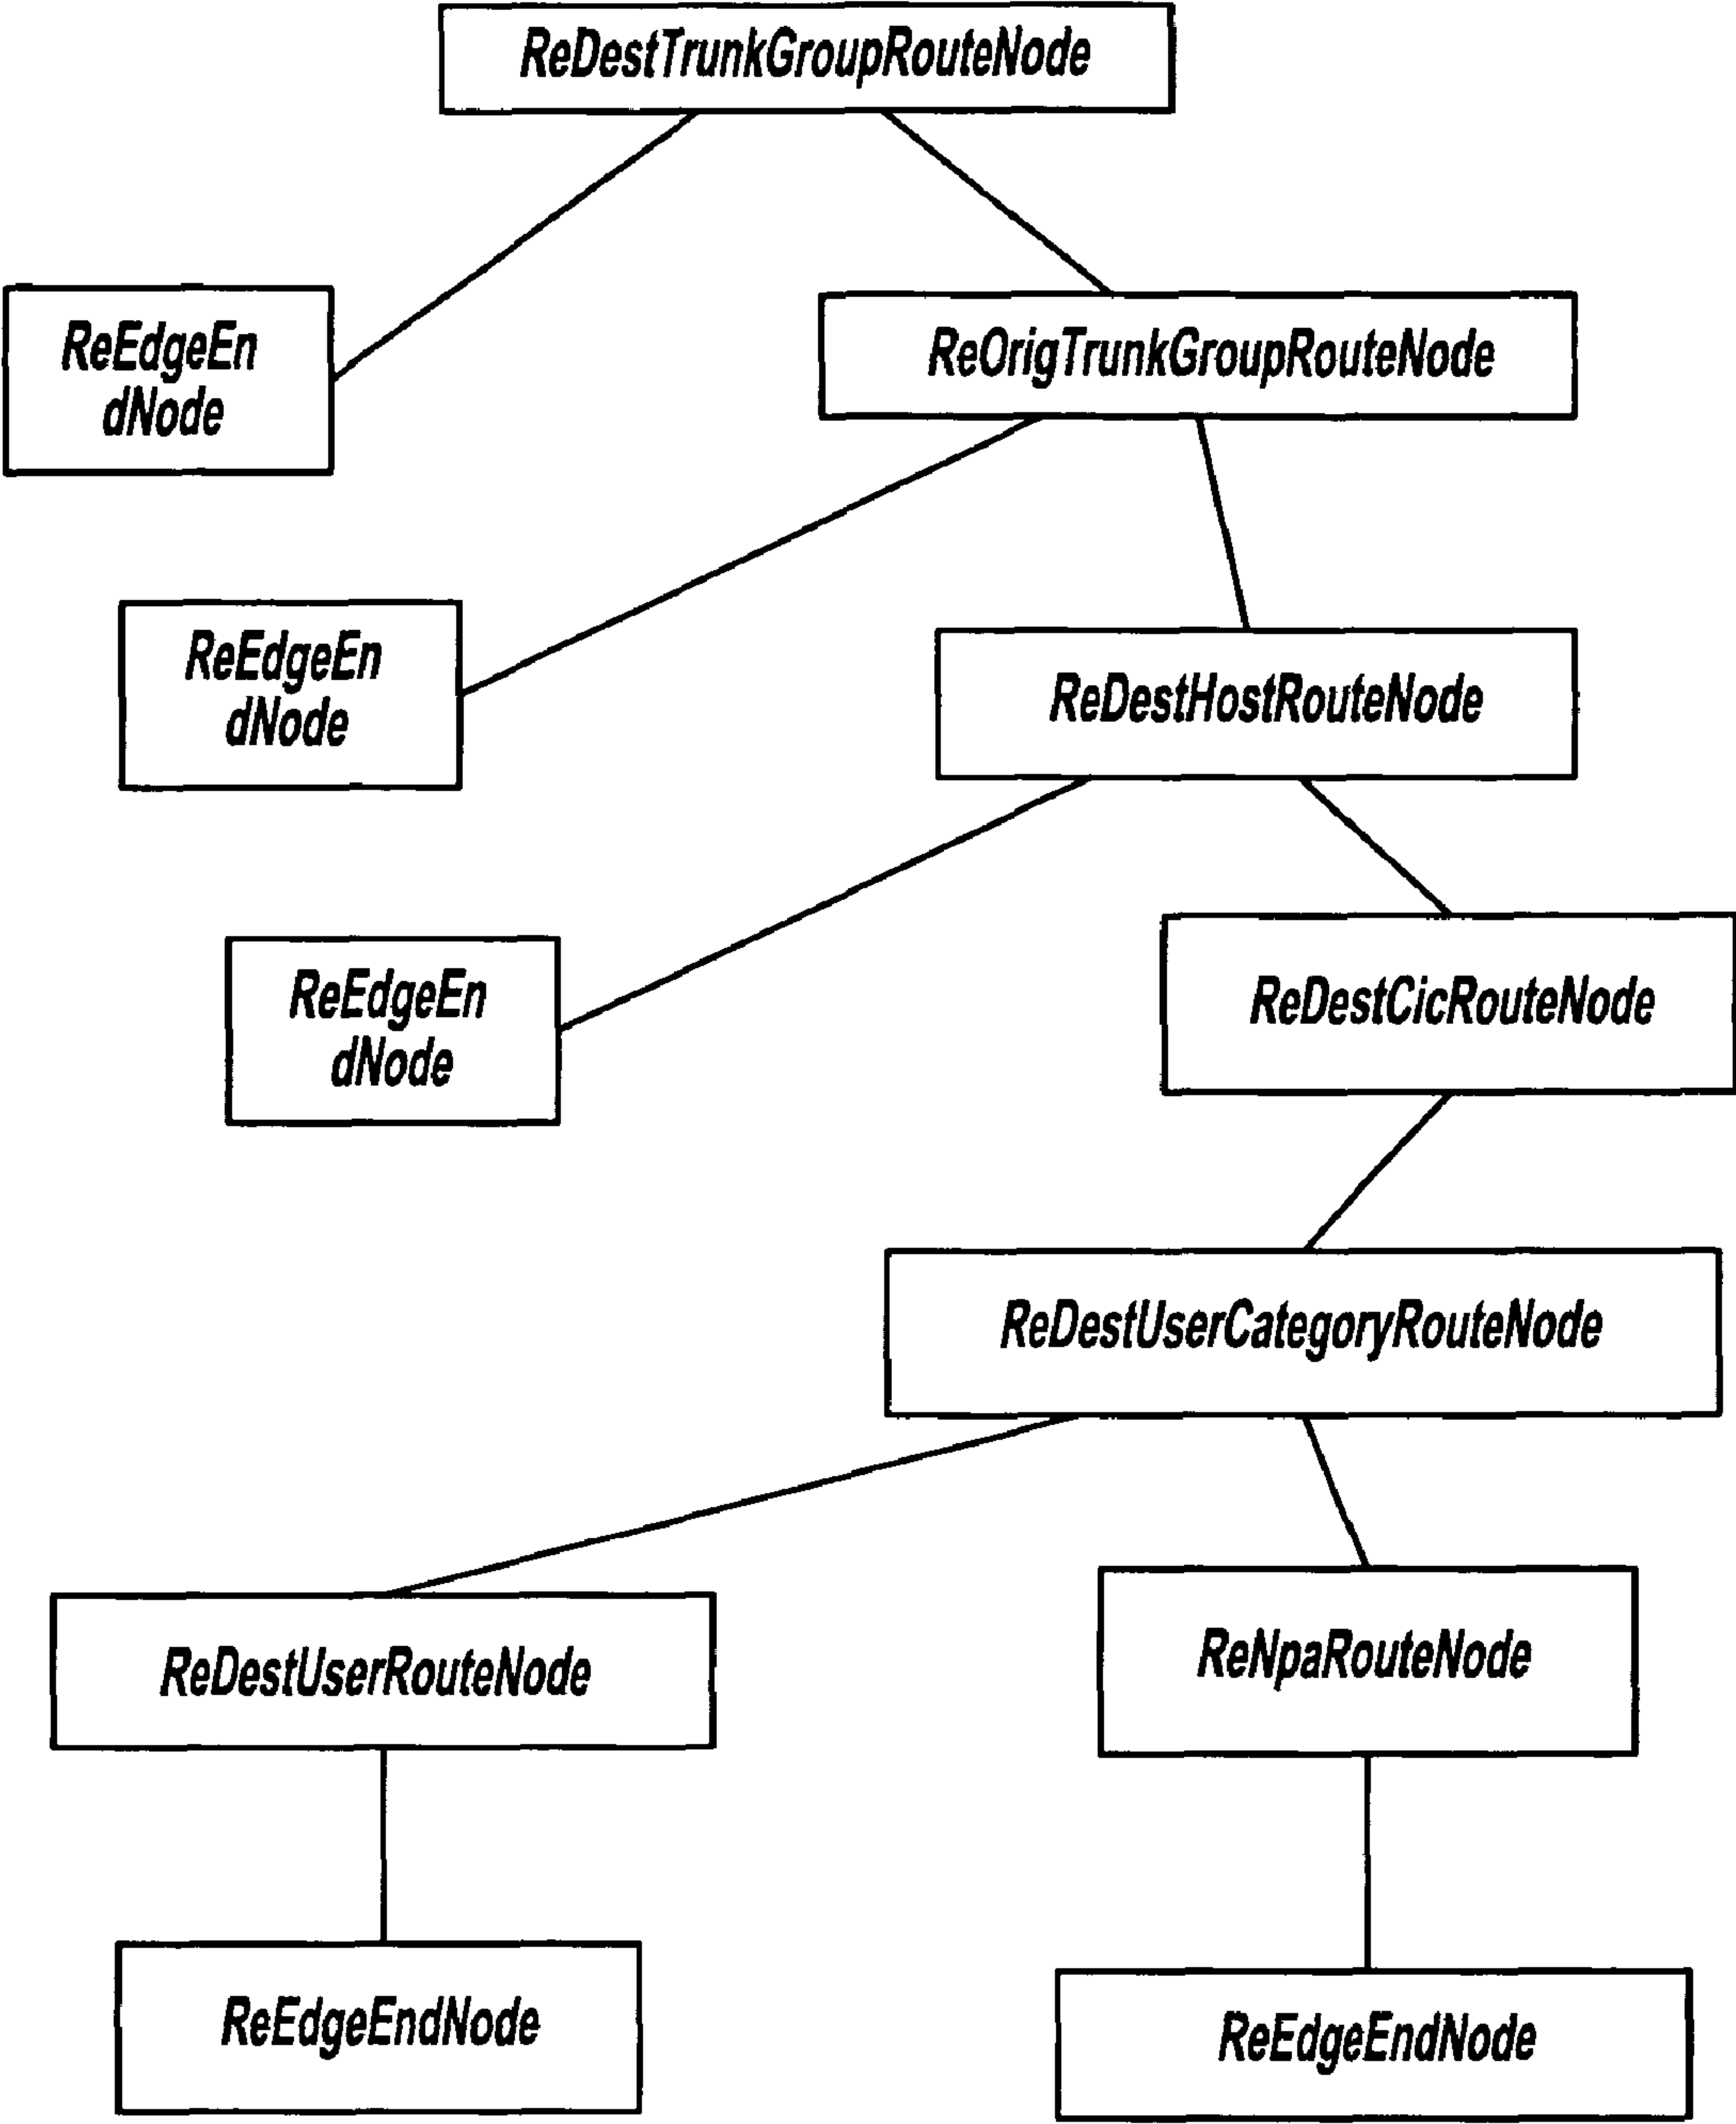 ReDestTrunkGroupRouteNode
ReEdgeEn
dNode
ReOrigTrunkGroupRouteNode
ReEdgeEn
dNode
ReDestHostRouteNode
ReEdgeEn
dNode
ReDestCicRouteNode
ReDestUserCategoryRouteNode
ReDestUserRouteNode
ReNpaRouteNode
ReEdgeEndNode
ReEdgeEndNode